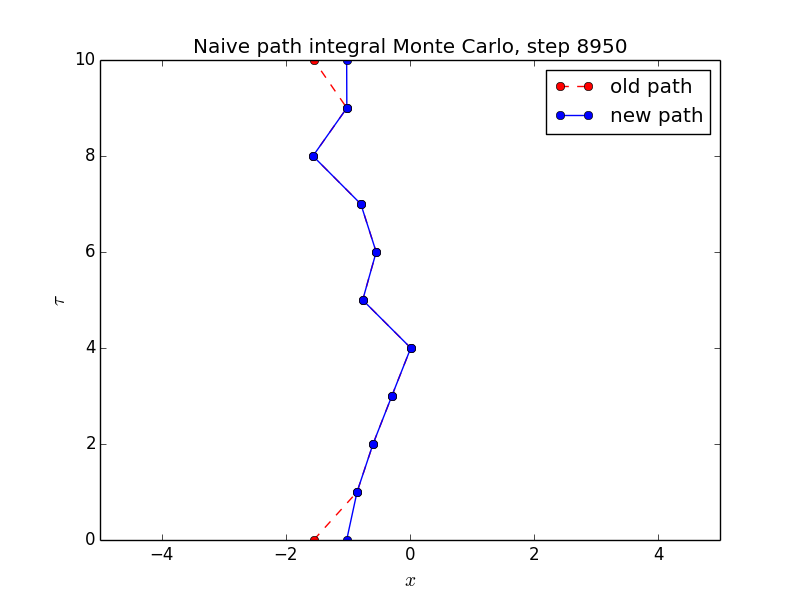 Naive path integral Monte Carlo, step 8950
old path
new path
10
8
6
4
2
0
τ
−4 −2 0 2 4
x